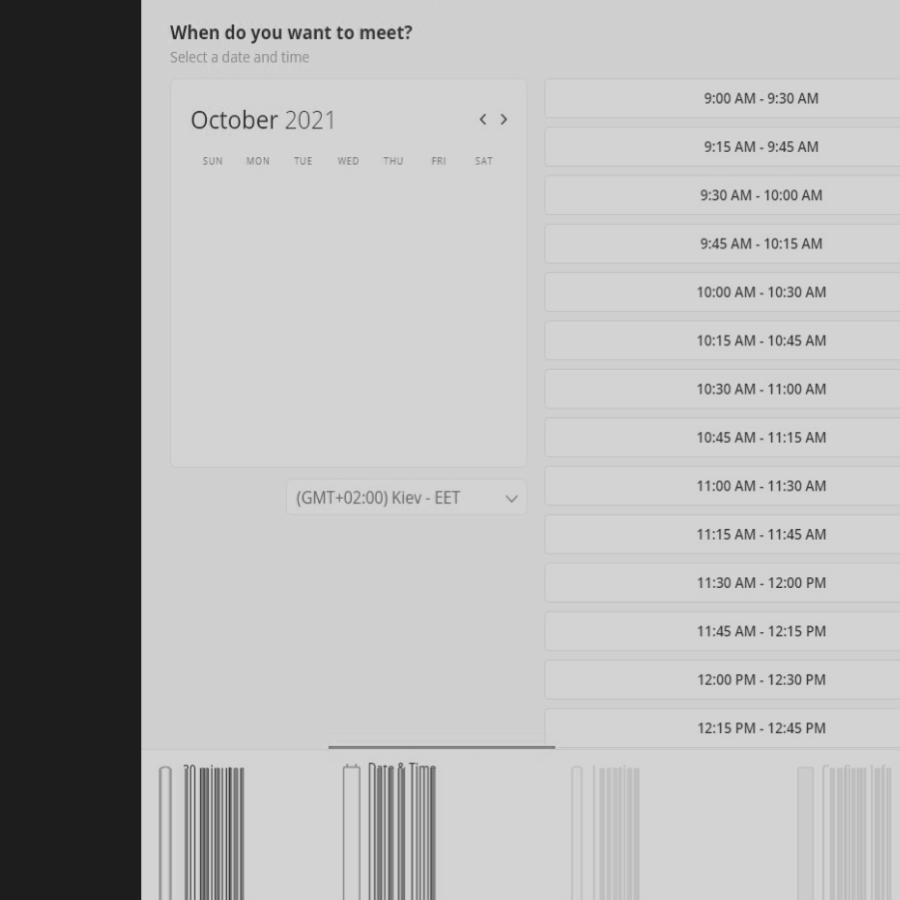 When do you want to meet?
Select a date and time
October 2021
SUN MON TUE WED THU FRI SAT
(GMT+02:00) Kiev - EET
9:00 AM - 9:30 AM
9:15 AM - 9:45 AM
9:30 AM - 10:00 AM
9:45 AM - 10:15 AM
10:00 AM - 10:30 AM
10:15 AM - 10:45 AM
10:30 AM - 11:00 AM
10:45 AM - 11:15 AM
11:00 AM - 11:30 AM
11:15 AM - 11:45 AM
11:30 AM - 12:00 PM
11:45 AM - 12:15 PM
12:00 PM - 12:30 PM
12:15 PM - 12:45 PM
30 minutes
Date & Time